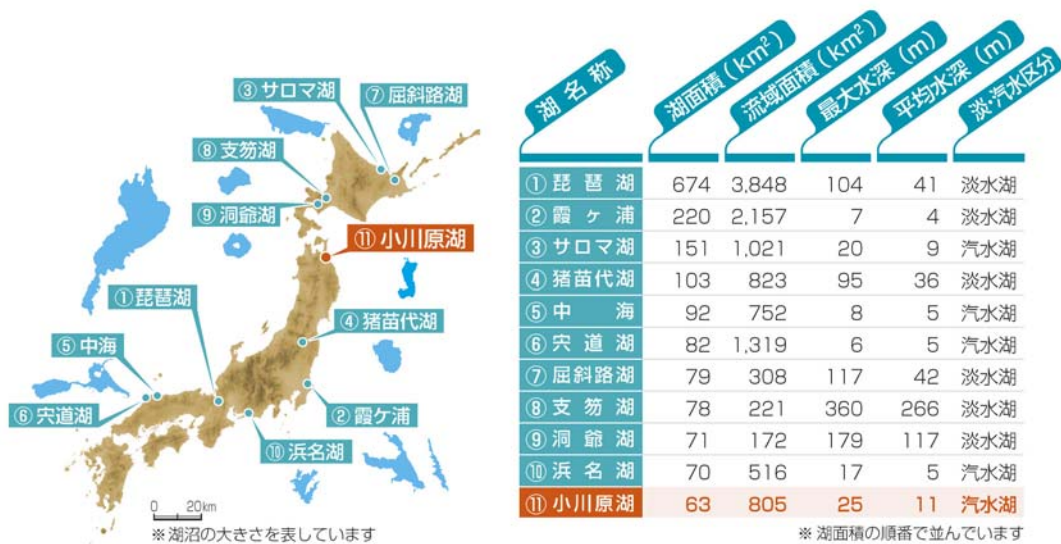 ③サロマ湖
⑦屈斜路湖
⑧支笏湖
⑨洞爺湖
⑪小川原湖
①琵琶湖
④猪苗代湖
⑤中海
⑥宍道湖
②霞ケ浦
⑩浜名湖
0 20km
※湖沼の大きさを表しています
湖名称 湖面積(km²) 流域面積(km²) 最大水深(m) 平均水深(m) 淡・汽水区分
①琵琶湖 674 3,848 104 41 淡水湖
②霞ヶ浦 220 2,157 7 4 淡水湖
③サロマ湖 151 1,021 20 9 汽水湖
④猪苗代湖 103 823 95 36 淡水湖
⑤中海 92 752 8 5 汽水湖
⑥宍道湖 82 1,319 6 5 汽水湖
⑦屈斜路湖 79 308 117 42 淡水湖
⑧支笏湖 78 221 360 266 淡水湖
⑨洞爺湖 71 172 179 117 淡水湖
⑩浜名湖 70 516 17 5 汽水湖
⑪小川原湖 63 805 25 11 汽水湖
※湖面積の順番で並んでいます